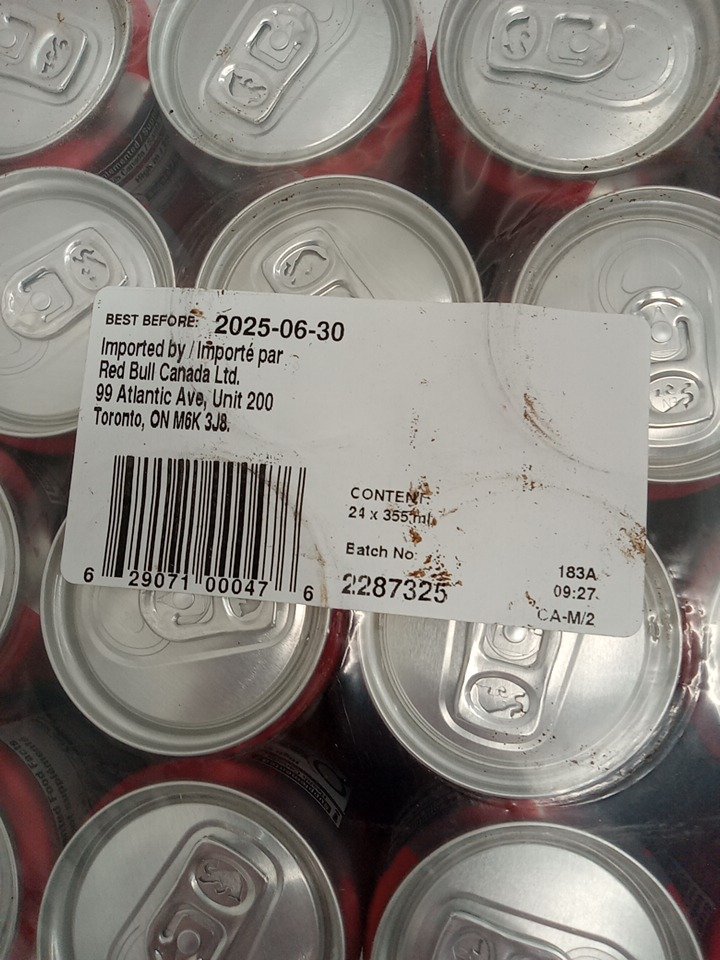 BEST BEFORE: 2025-06-30
Imported by / Importé par
Red Bull Canada Ltd.
99 Atlantic Ave, Unit 200
Toronto, ON M6K 3J8.
CONTENT:
24 x 355 ml
Batch No:
2287325
183A
09:27
CA-M/2
6 29071 00047 6